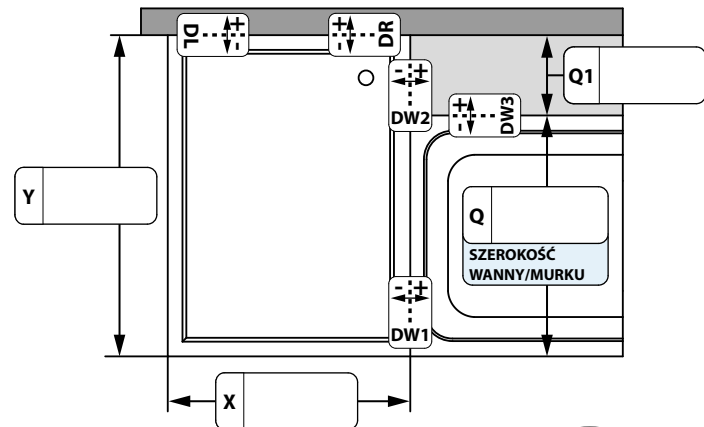 DL
- +
- +
DR
Q1
- +
DW2
- +
DW3
Y
Q
SZEROKOŚĆ
WANNY/MURKU
- +
DW1
X